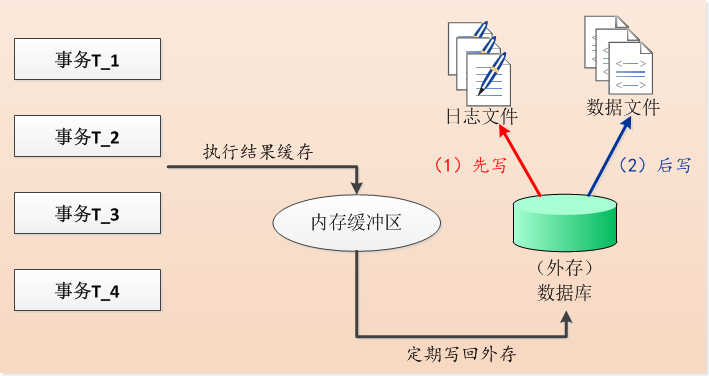 事务T_1
事务T_2
事务T_3
事务T_4
执行结果缓存
内存缓冲区
定期写回外存
日志文件
数据文件
（1）先写
（2）后写
（外存）
数据库